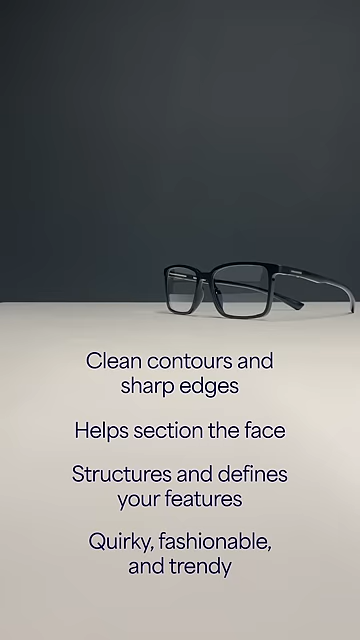 Clean contours and
sharp edges
Helps section the face
Structures and defines
your features
Quirky, fashionable,
and trendy